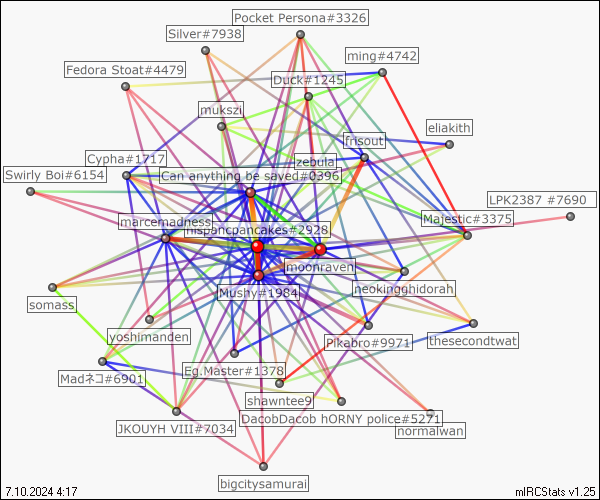 Pocket Persona#3326
Silver#7938
ming#4742
Fedora Stoat#4479
Duck#1245
mukszi
eliakith
frisout
Cypha#1717
zebula
Swirly Boi#6154
Can anything be saved#0396
LPK2387 #7690
Majestic#3375
marcemadness
mispancpancakes#2928
moonraven
Mushy#1984
neokingghidorah
somass
yoshimanden
thesecondtwat
Pikabro#9971
Eg.Master#1378
Madネコ#6901
shawntee9
DacobDacob hORNY police#5271
JKOUYH VIII#7034
normalwan
bigcitysamurai
7.10.2024 4:17
mIRCStats v1.25